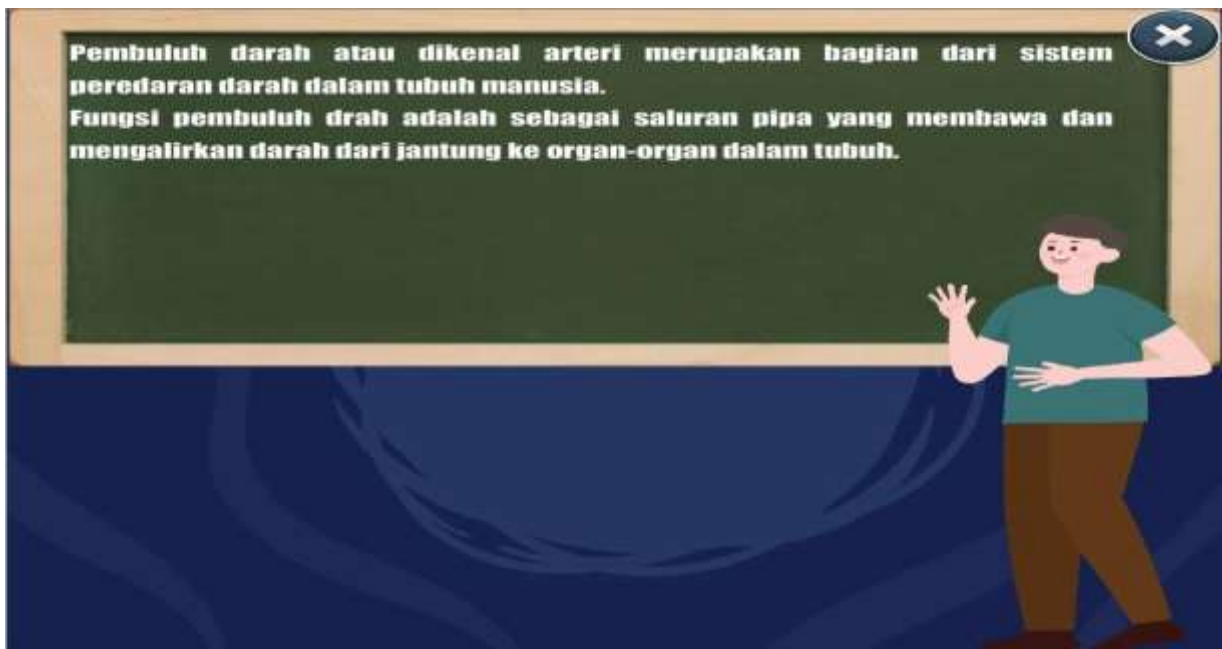 Pembuluh darah atau dikenal arteri merupakan bagian dari sistem
peredaran darah dalam tubuh manusia.
Fungsi pembuluh drah adalah sebagai saluran pipa yang membawa dan
mengalirkan darah dari jantung ke organ-organ dalam tubuh.